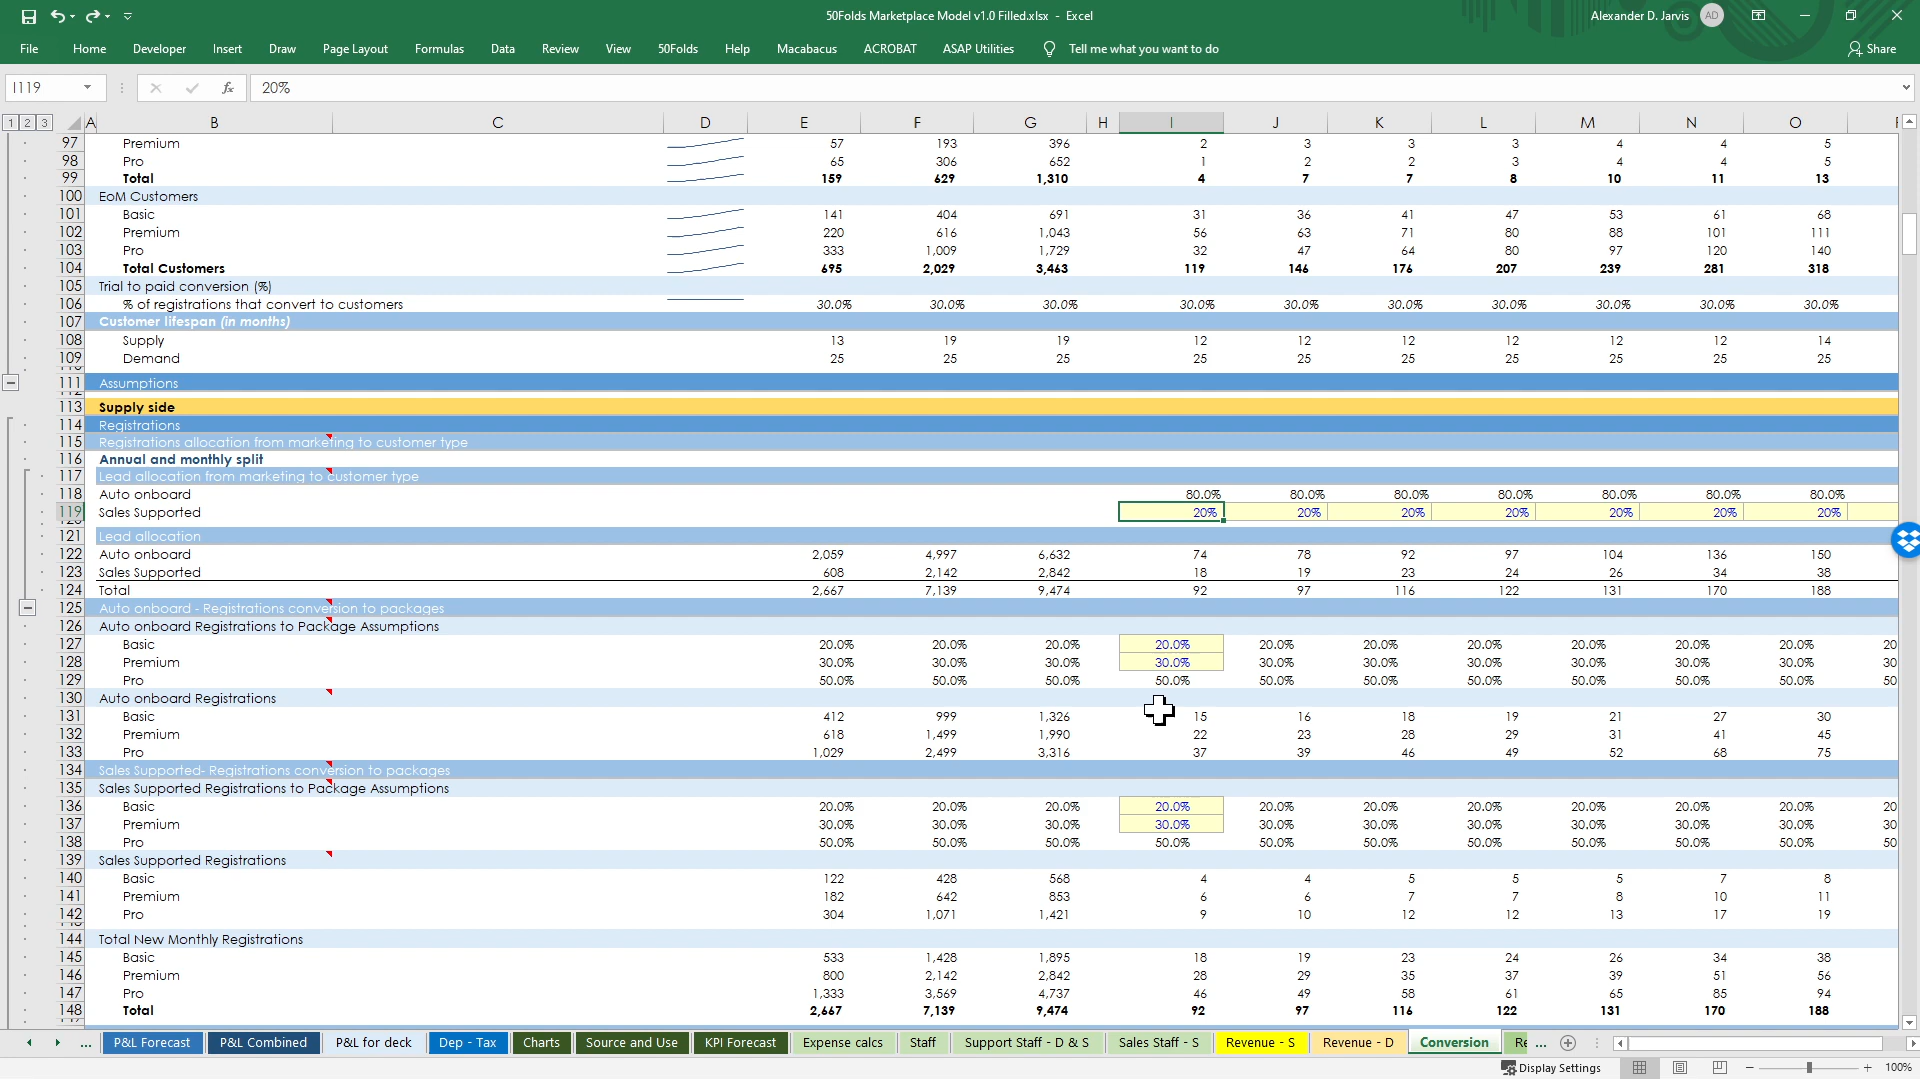 50Folds Marketplace Model v1.0 Filled.xlsx - Excel
Alexander D. Jarvis AD
File Home Developer Insert Draw Page Layout Formulas Data Review View 50Folds Help Macabacus ACROBAT ASAP Utilities Tell me what you want to do Share
I119 fx 20%
1 2 3 A B C D E F G H I J K L M N O
97 Premium 57 193 396 2 3 3 3 4 4 5
98 Pro 65 306 652 1 2 2 3 4 4 5
99 Total 159 629 1,310 4 7 7 8 10 11 13
100 EoM Customers
101 Basic 141 404 691 31 36 41 47 53 61 68
102 Premium 220 616 1,043 56 63 71 80 88 101 111
103 Pro 333 1,009 1,729 32 47 64 80 97 120 140
104 Total Customers 695 2,029 3,463 119 146 176 207 239 281 318
105 Trial to paid conversion (%)
106 % of registrations that convert to customers 30.0% 30.0% 30.0% 30.0% 30.0% 30.0% 30.0% 30.0% 30.0% 30.0%
107 Customer lifespan (in months)
108 Supply 13 19 19 12 12 12 12 12 12 14
109 Demand 25 25 25 25 25 25 25 25 25 25
111 Assumptions
113 Supply side
114 Registrations
115 Registrations allocation from marketing to customer type
116 Annual and monthly split
117 Lead allocation from marketing to customer type
118 Auto onboard 80.0% 80.0% 80.0% 80.0% 80.0% 80.0% 80.0%
119 Sales Supported 20% 20% 20% 20% 20% 20% 20%
121 Lead allocation
122 Auto onboard 2,059 4,997 6,632 74 78 92 97 104 136 150
123 Sales Supported 608 2,142 2,842 18 19 23 24 26 34 38
124 Total 2,667 7,139 9,474 92 97 116 122 131 170 188
125 Auto onboard - Registrations conversion to packages
126 Auto onboard Registrations to Package Assumptions
127 Basic 20.0% 20.0% 20.0% 20.0% 20.0% 20.0% 20.0% 20.0% 20.0% 20.0% 20
128 Premium 30.0% 30.0% 30.0% 30.0% 30.0% 30.0% 30.0% 30.0% 30.0% 30.0% 30
129 Pro 50.0% 50.0% 50.0% 50.0% 50.0% 50.0% 50.0% 50.0% 50.0% 50.0% 50
130 Auto onboard Registrations
131 Basic 412 999 1,326 15 16 18 19 21 27 30
132 Premium 618 1,499 1,990 22 23 28 29 31 41 45
133 Pro 1,029 2,499 3,316 37 39 46 49 52 68 75
134 Sales Supported- Registrations conversion to packages
135 Sales Supported Registrations to Package Assumptions
136 Basic 20.0% 20.0% 20.0% 20.0% 20.0% 20.0% 20.0% 20.0% 20.0% 20.0% 20
137 Premium 30.0% 30.0% 30.0% 30.0% 30.0% 30.0% 30.0% 30.0% 30.0% 30.0% 30
138 Pro 50.0% 50.0% 50.0% 50.0% 50.0% 50.0% 50.0% 50.0% 50.0% 50.0% 50
139 Sales Supported Registrations
140 Basic 122 428 568 4 4 5 5 5 7 8
141 Premium 182 642 853 6 6 7 7 8 10 11
142 Pro 304 1,071 1,421 9 10 12 12 13 17 19
144 Total New Monthly Registrations
145 Basic 533 1,428 1,895 18 19 23 24 26 34 38
146 Premium 800 2,142 2,842 28 29 35 37 39 51 56
147 Pro 1,333 3,569 4,737 46 49 58 61 65 85 94
148 Total 2,667 7,139 9,474 92 97 116 122 131 170 188
... P&L Forecast P&L Combined P&L for deck Dep - Tax Charts Source and Use KPI Forecast Expense calcs Staff Support Staff - D & S Sales Staff - S Revenue - S Revenue - D Conversion Re ...
Display Settings 100%